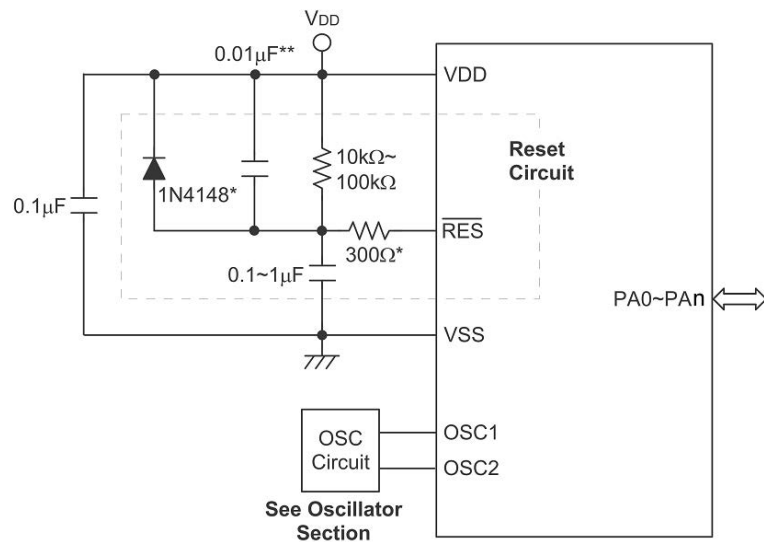 VDD
0.01μF**
VDD
Reset
Circuit
10kΩ~
100kΩ
1N4148*
0.1μF
RES
300Ω*
0.1~1μF
PA0~PAn
VSS
OSC
Circuit
OSC1
OSC2
See Oscillator
Section